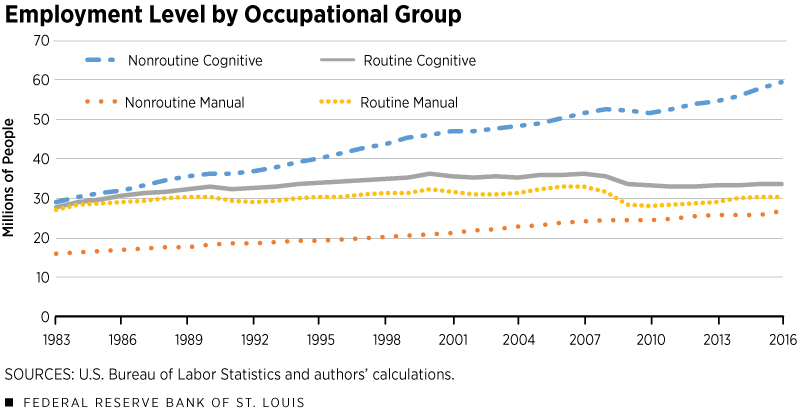 Employment Level by Occupational Group
Millions of People
70
60
50
40
30
20
10
0
Nonroutine Cognitive
Routine Cognitive
Nonroutine Manual
Routine Manual
1983 1986 1989 1992 1995 1998 2001 2004 2007 2010 2013 2016
SOURCES: U.S. Bureau of Labor Statistics and authors’ calculations.
FEDERAL RESERVE BANK OF ST. LOUIS